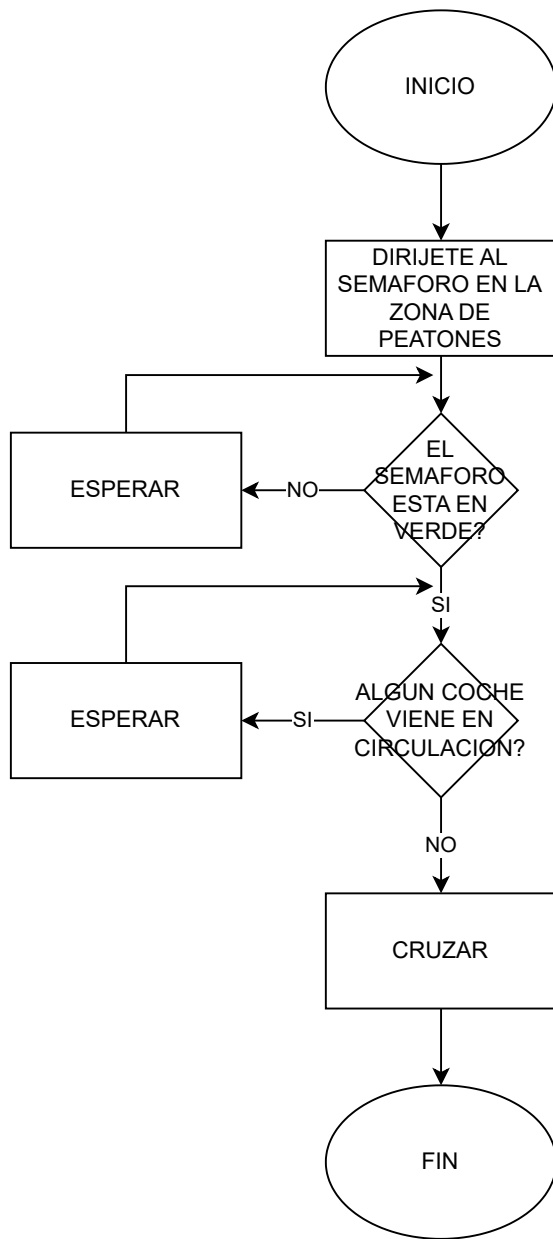 INICIO
DIRIJETE AL
SEMAFORO EN LA
ZONA DE
PEATONES
EL
SEMAFORO
ESTA EN
VERDE?
NO
ESPERAR
SI
ALGUN COCHE
VIENE EN
CIRCULACION?
SI
ESPERAR
NO
CRUZAR
FIN